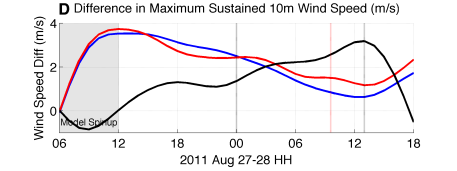 D Difference in Maximum Sustained 10m Wind Speed (m/s)
Wind Speed Diff (m/s)
4
2
0
Model Spinup
06 12 18 00 06 12 18
2011 Aug 27-28 HH